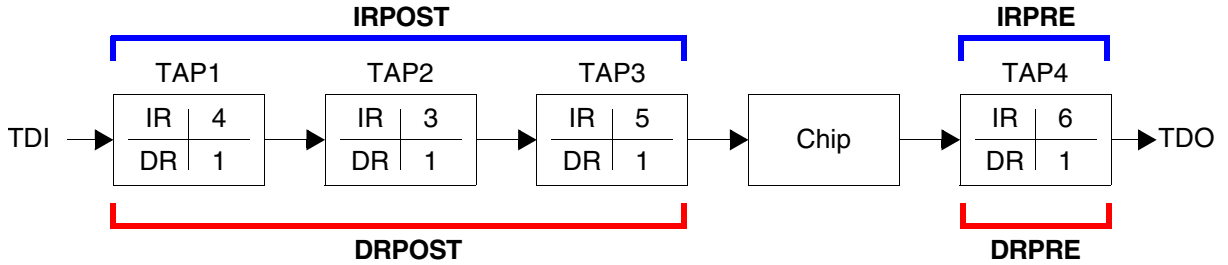 IRPOST IRPRE
TAP1 TAP2 TAP3 TAP4
TDI IR 4 IR 3 IR 5 Chip IR 6 TDO
DR 1 DR 1 DR 1 DR 1
DRPOST DRPRE